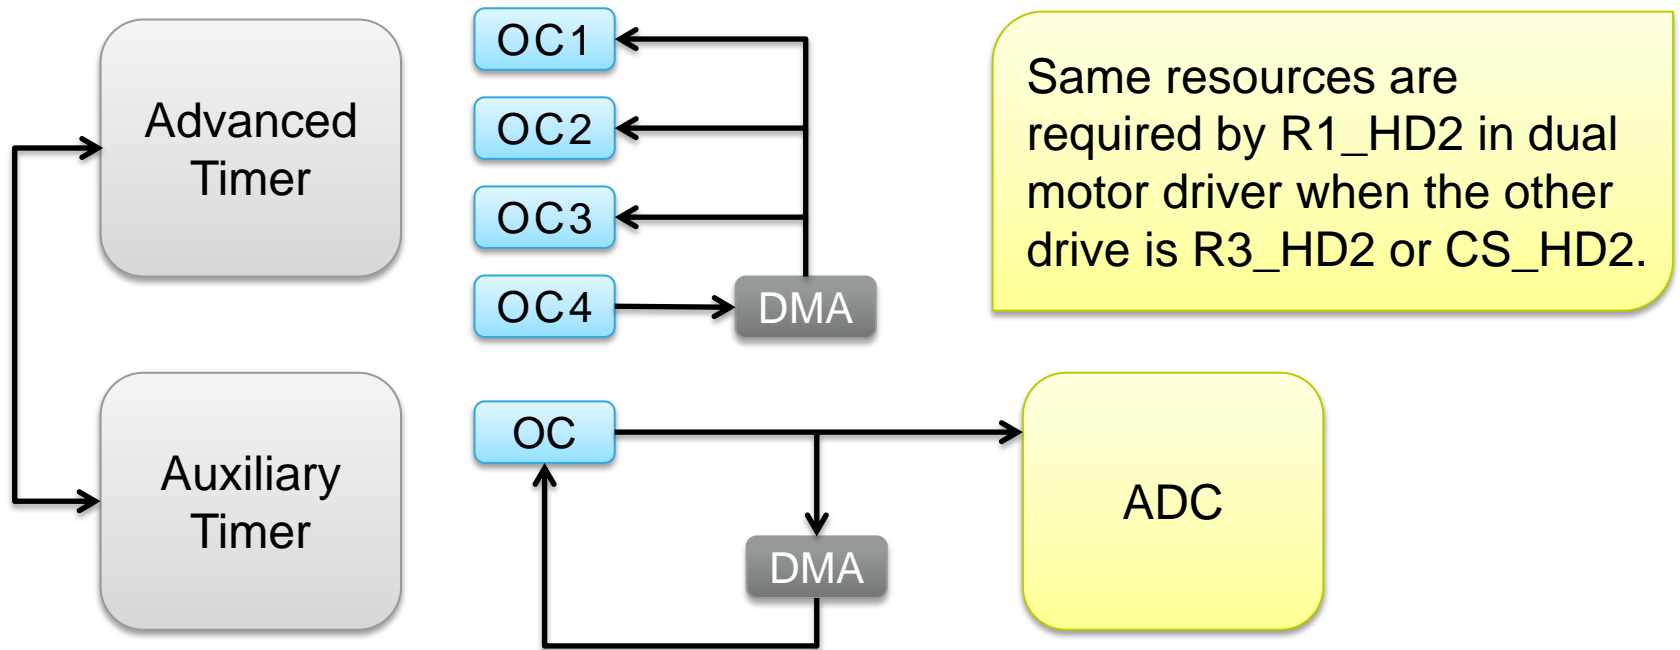 Advanced
Timer
OC1
OC2
OC3
OC4
DMA
Same resources are
required by R1_HD2 in dual
motor driver when the other
drive is R3_HD2 or CS_HD2.
Auxiliary
Timer
OC
DMA
ADC